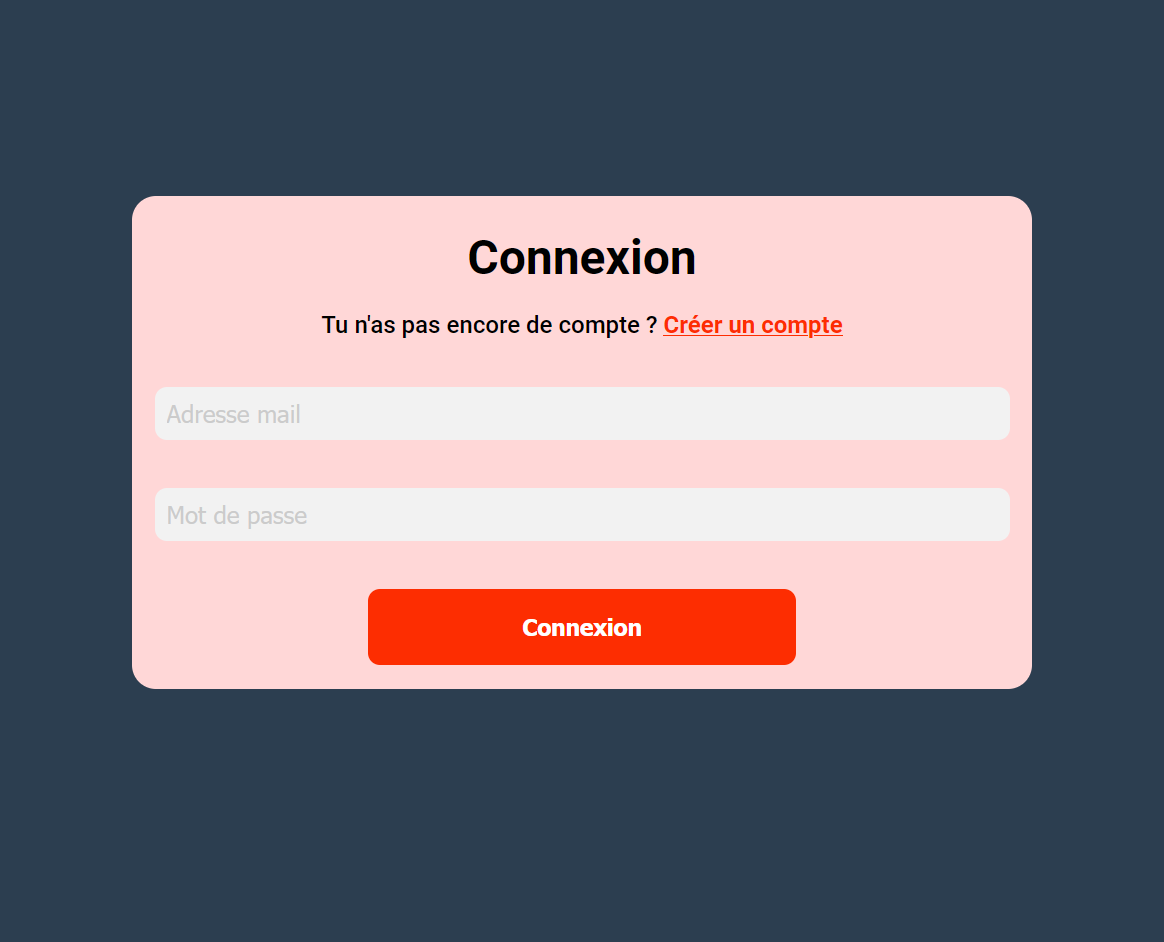 Connexion
Tu n'as pas encore de compte ? Créer un compte
Adresse mail
Mot de passe
Connexion